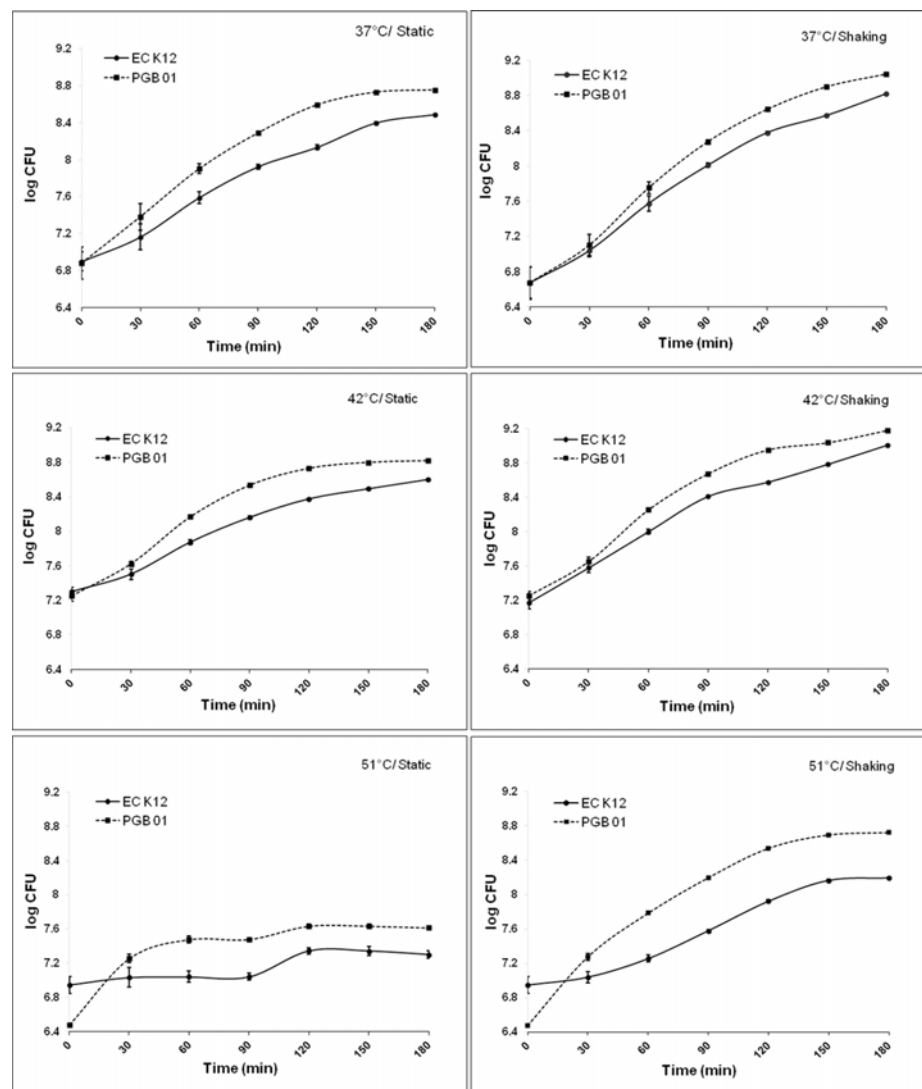 37°C/ Static
9.2
8.8
8.4
8
7.6
7.2
6.8
6.4
log CFU
EC K12
PGB 01
0 30 60 90 120 150 180
Time (min)
37°C/Shaking
9.2
8.8
8.4
8
7.6
7.2
6.8
6.4
log CFU
EC K12
PGB 01
0 30 60 90 120 150 180
Time (min)
42°C/Static
9.2
8.8
8.4
8
7.6
7.2
6.8
6.4
log CFU
EC K12
PGB 01
0 30 60 90 120 150 180
Time (min)
42°C/Shaking
9.2
8.8
8.4
8
7.6
7.2
6.8
6.4
log CFU
EC K12
PGB 01
0 30 60 90 120 150 180
Time (min)
51°C/Static
9.2
8.8
8.4
8
7.6
7.2
6.8
6.4
log CFU
EC K12
PGB 01
0 30 60 90 120 150 180
Time (min)
51°C/Shaking
9.2
8.8
8.4
8
7.6
7.2
6.8
6.4
log CFU
EC K12
PGB 01
0 30 60 90 120 150 180
Time (min)